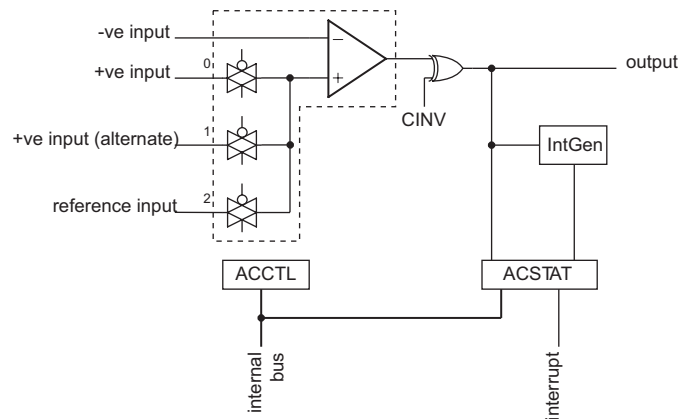 -ve input
+ve input
0
+ve input (alternate)
1
reference input
2
−
+
CINV
output
IntGen
ACCTL
ACSTAT
internal
bus
interrupt